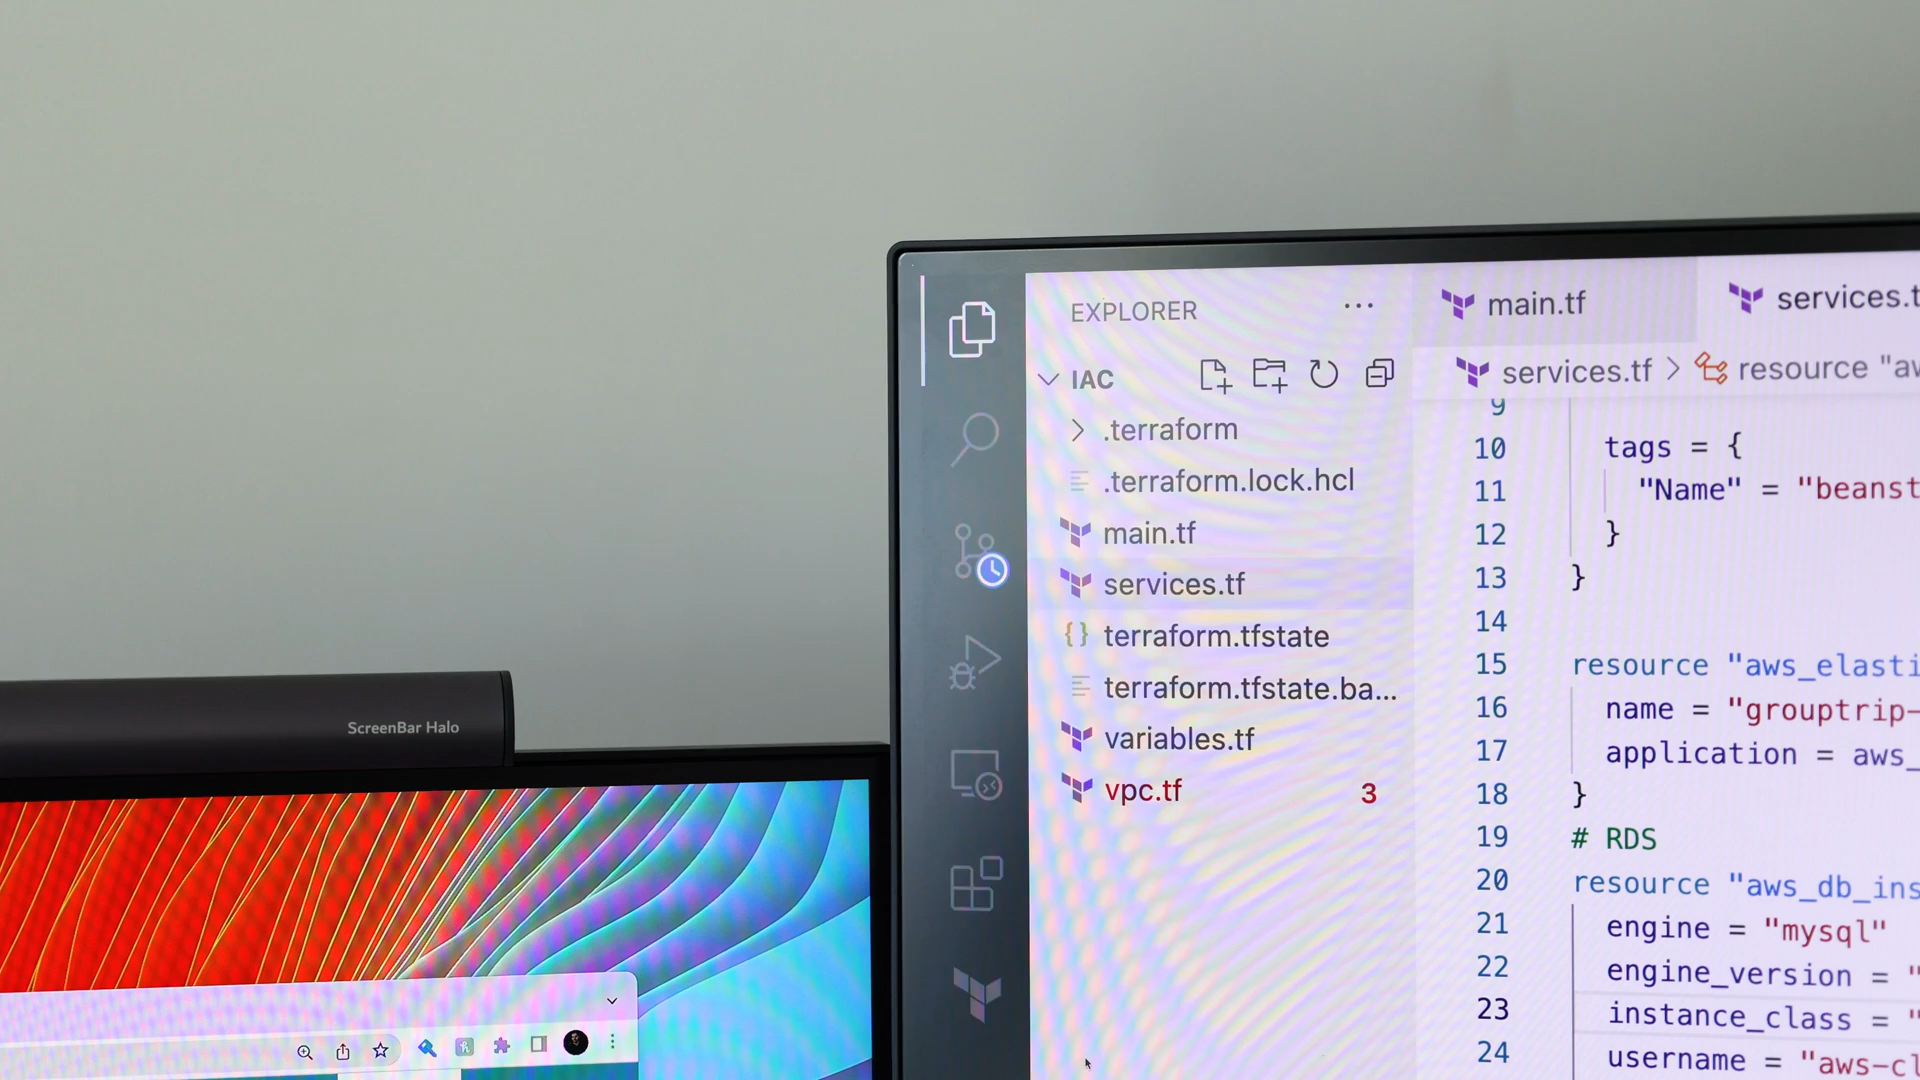 ScreenBar Halo
EXPLORER ...
IAC
.terraform
.terraform.lock.hcl
main.tf
services.tf
{} terraform.tfstate
terraform.tfstate.ba...
variables.tf
vpc.tf 3
main.tf services.t
services.tf > resource "aw
9
10 tags = {
11 "Name" = "beanst
12 }
13 }
14
15 resource "aws_elasti
16 name = "grouptrip-
17 application = aws_
18 }
19 # RDS
20 resource "aws_db_ins
21 engine = "mysql"
22 engine_version = "
23 instance_class = "
24 username = "aws-cl